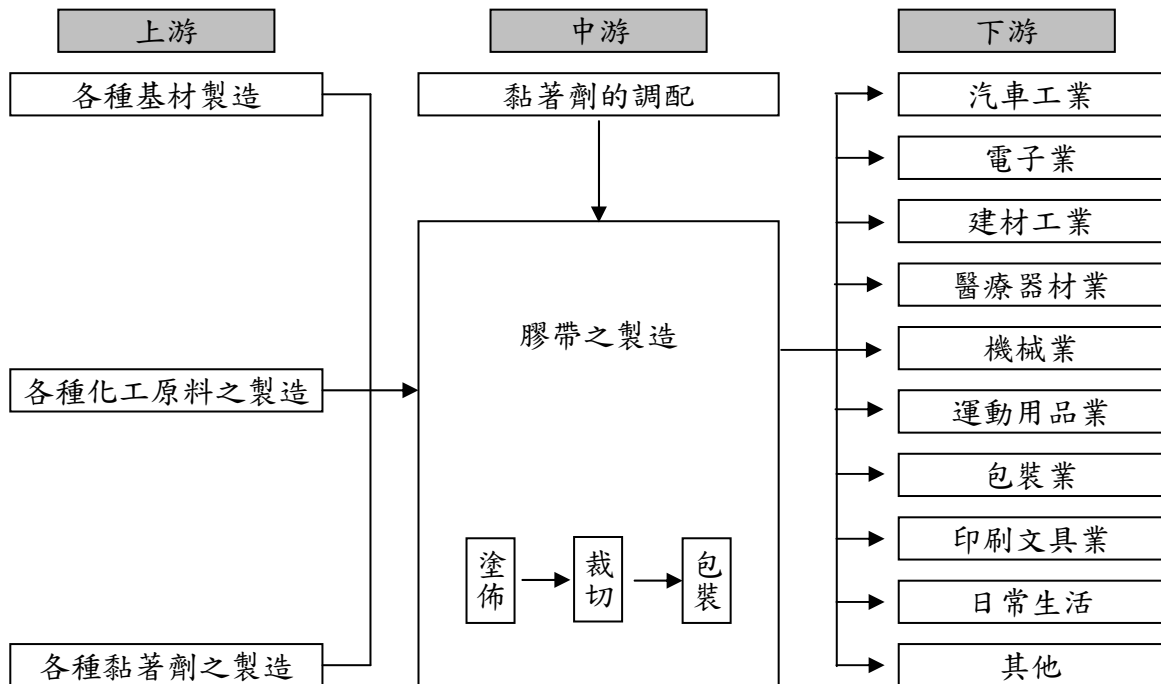 上游
中游
下游
各種基材製造
黏著劑的調配
汽車工業
電子業
建材工業
醫療器材業
膠帶之製造
機械業
各種化工原料之製造
運動用品業
包裝業
塗佈
裁切
包裝
印刷文具業
日常生活
各種黏著劑之製造
其他